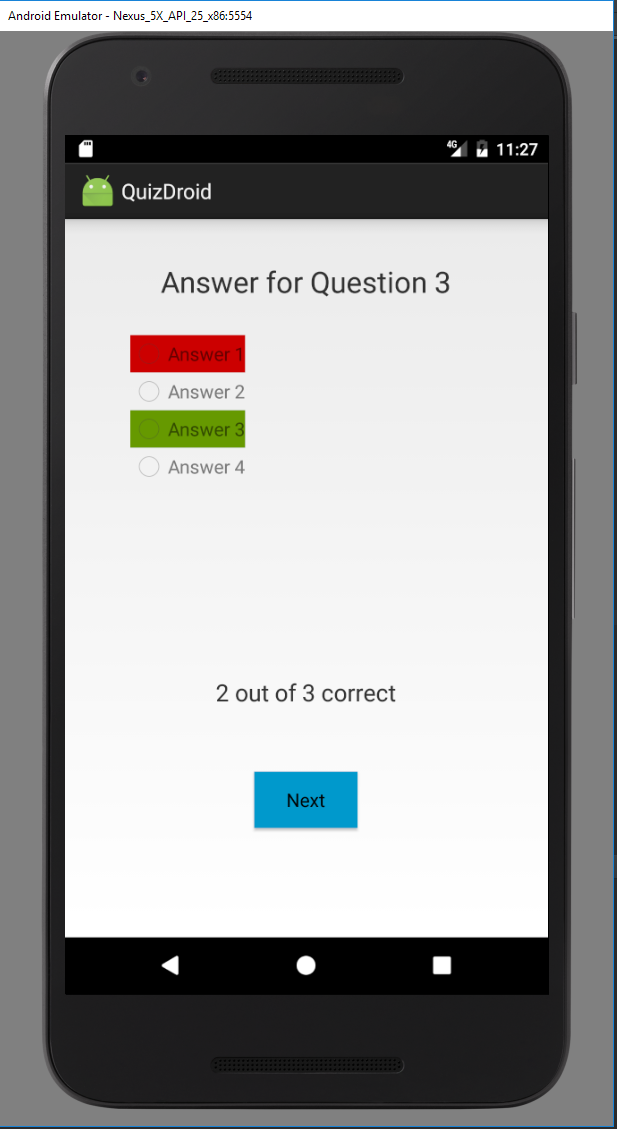 Android Emulator - Nexus_5X_API_25_x86:5554
4G 11:27
QuizDroid
Answer for Question 3
Answer 1
Answer 2
Answer 3
Answer 4
2 out of 3 correct
Next